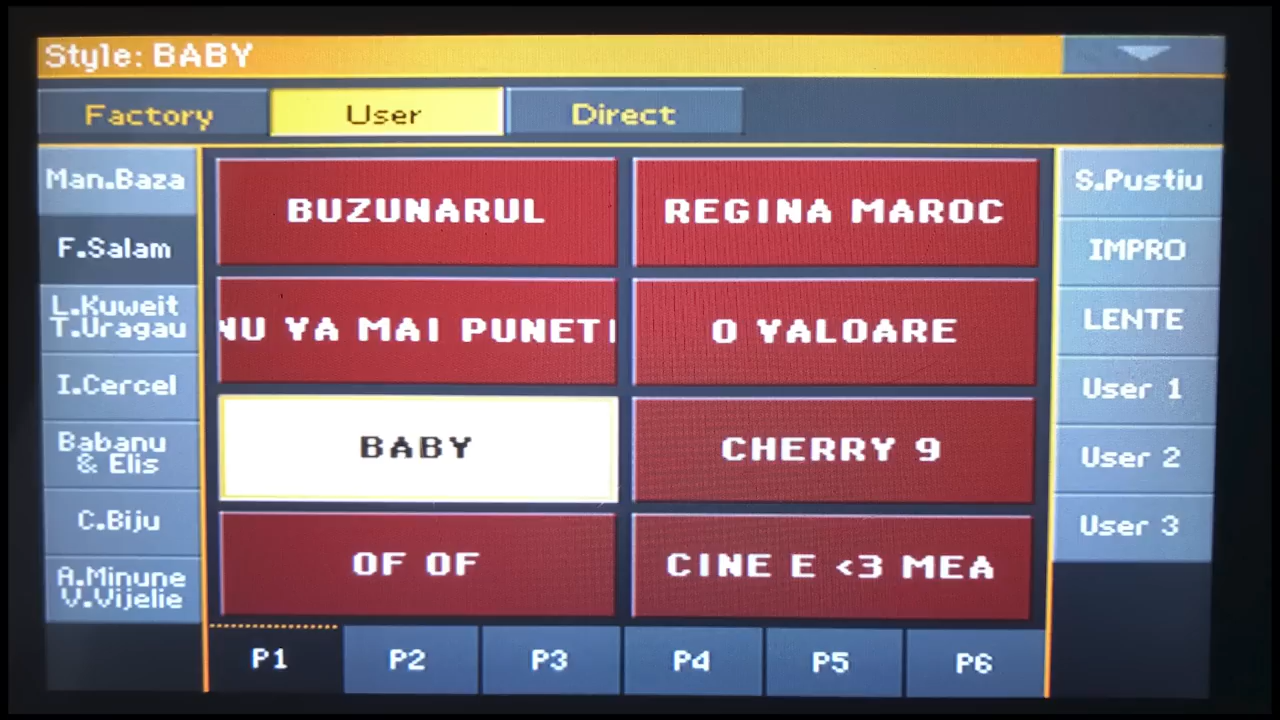 Style: BABY
Factory
User
Direct
Man.Baza
F.Salam
L.Kuweit
T.Uragau
I.Cercel
Babanu
& Elis
C.Biju
A.Minune
V.Vijelie
BUZUNARUL
REGINA MAROC
NU VA MAI PUNETI
O VALOARE
BABY
CHERRY 9
OF OF
CINE E <3 MEA
S.Pustiu
IMPRO
LENTE
User 1
User 2
User 3
P1
P2
P3
P4
P5
P6